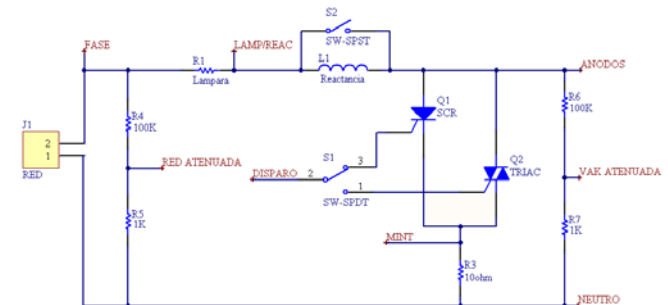 S2
FASE
LAMP/REAC
SW-SPST
R1
L1
ANODOS
Lampara
Reactancia
R6
100K
Q1
SCR
R4
100K
J1
2
1
RED
S1
3
Q2
TRIAC
RED ATENUADA
DISPARO
2
VAK ATENUADA
1
SW-SPDT
R5
1K
R7
1K
MINT
R3
10ohm
NEUTRO